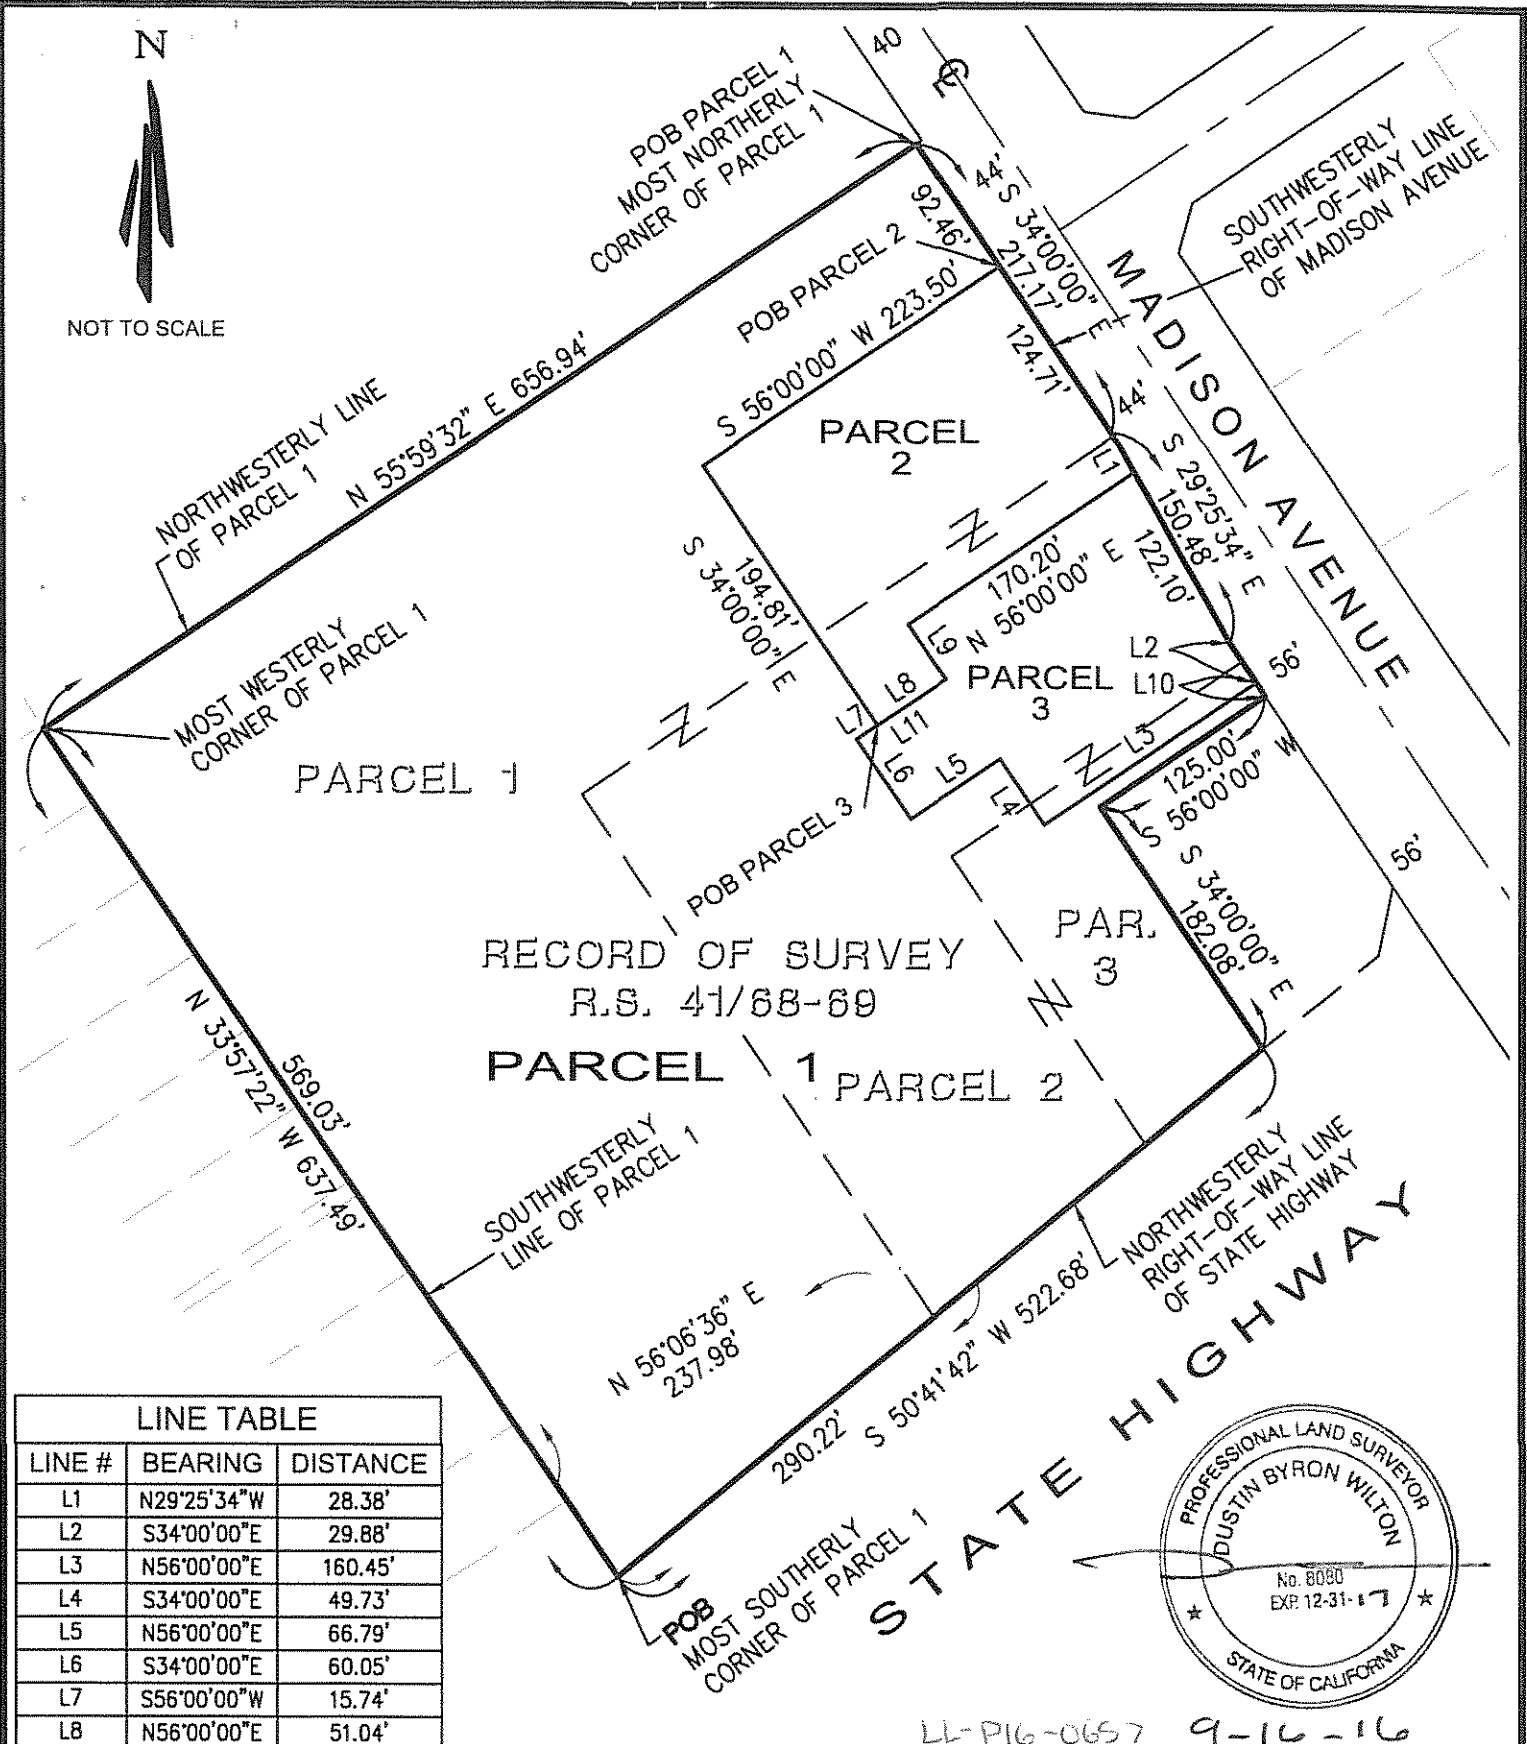 N
NOT TO SCALE
POB PARCEL 1
MOST NORTHERLY
CORNER OF PARCEL 1
40
44'
S 34°00'00" E
217.17'
92.46'
SOUTHWESTERLY
RIGHT-OF-WAY LINE
OF MADISON AVENUE
MADISON AVENUE
POB PARCEL 2
S 56°00'00" W 223.50'
124.71'
44'
NORTHWESTERLY LINE
OF PARCEL 1
N 55°59'32" E 656.94'
PARCEL
2
L1
S 29°25'34" E
150.48'
122.10'
194.81'
S 34°00'00" E
170.20'
N 56°00'00" E
L9
MOST WESTERLY
CORNER OF PARCEL 1
L2
L10
56'
PARCEL
3
L8
L7
L11
L6
L5
L3
L4
125.00'
S 56°00'00" W
PARCEL 1
POB PARCEL 3
56'
S 34°00'00" E
182.08'
RECORD OF SURVEY
R.S. 41/68-69
PAR.
3
PARCEL 1
PARCEL 2
569.03'
N 33°57'22" W 637.49'
SOUTHWESTERLY
LINE OF PARCEL 1
NORTHWESTERLY
RIGHT-OF-WAY LINE
OF STATE HIGHWAY
N 56°06'36" E
237.98'
290.22'
S 50°41'42" W 522.68'
STATE HIGHWAY
POB
MOST SOUTHERLY
CORNER OF PARCEL 1
LINE TABLE
LINE # BEARING DISTANCE
L1 N29°25'34"W 28.38'
L2 S34°00'00"E 29.88'
L3 N56°00'00"E 160.45'
L4 S34°00'00"E 49.73'
L5 N56°00'00"E 66.79'
L6 S34°00'00"E 60.05'
L7 S56°00'00"W 15.74'
L8 N56°00'00"E 51.04'
PROFESSIONAL LAND SURVEYOR
DUSTIN BYRON WILTON
No. 8080
EXP. 12-31-17
STATE OF CALIFORNIA
LL-P16-0657 9-16-16